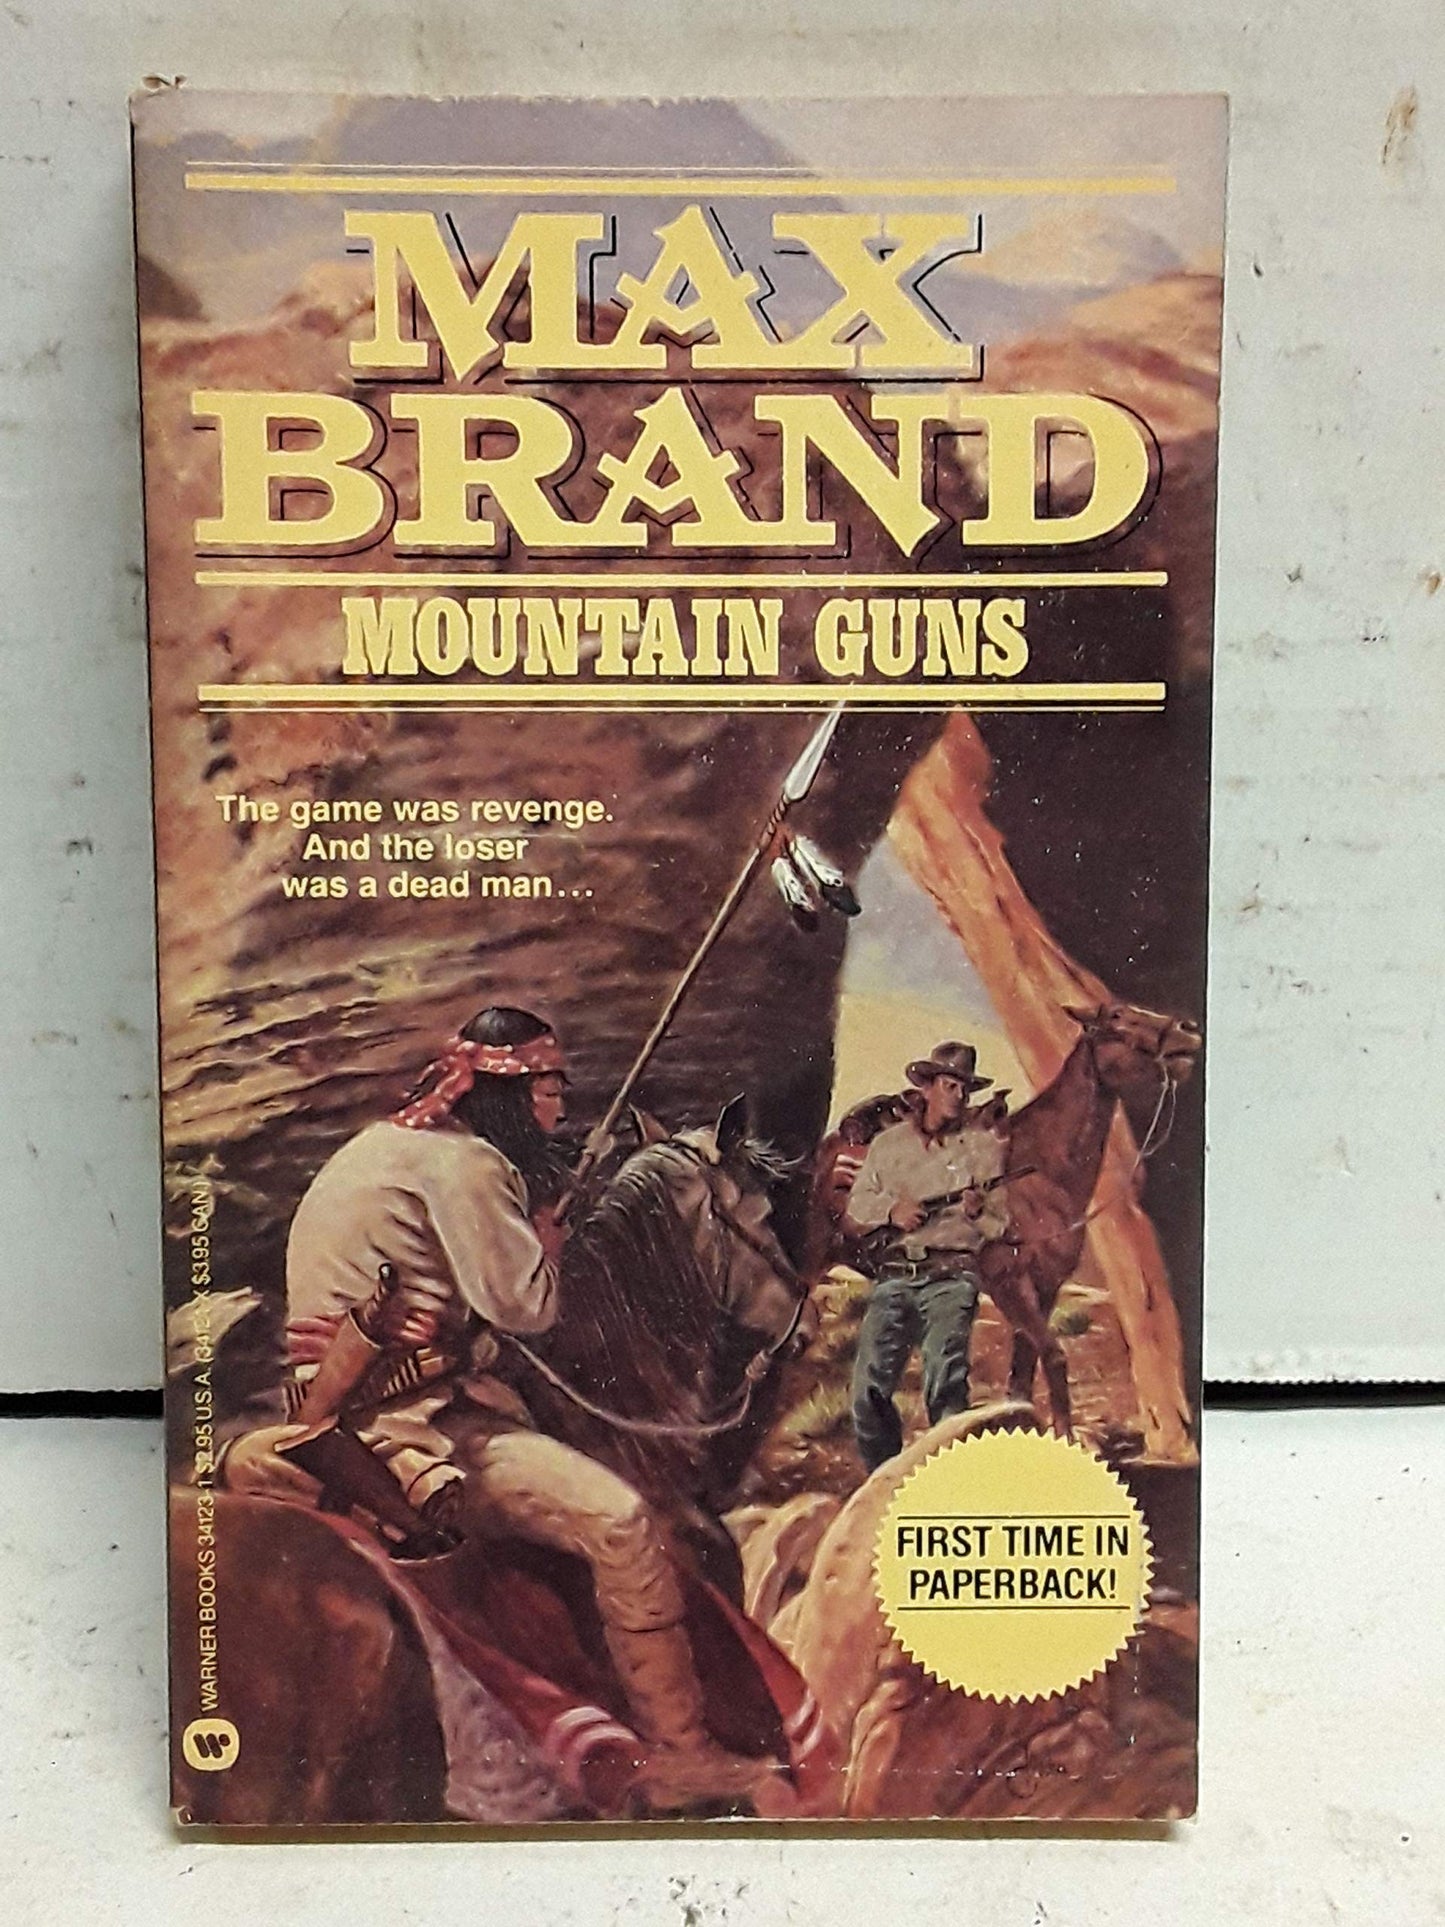 MAX
BRAND
MOUNTAIN GUNS
The game was revenge.
And the loser
was a dead man...
FIRST TIME IN
PAPERBACK!
WARNER BOOKS 34123-1 $2.95 U.S.A. (34124-X $3.95 CAN.)